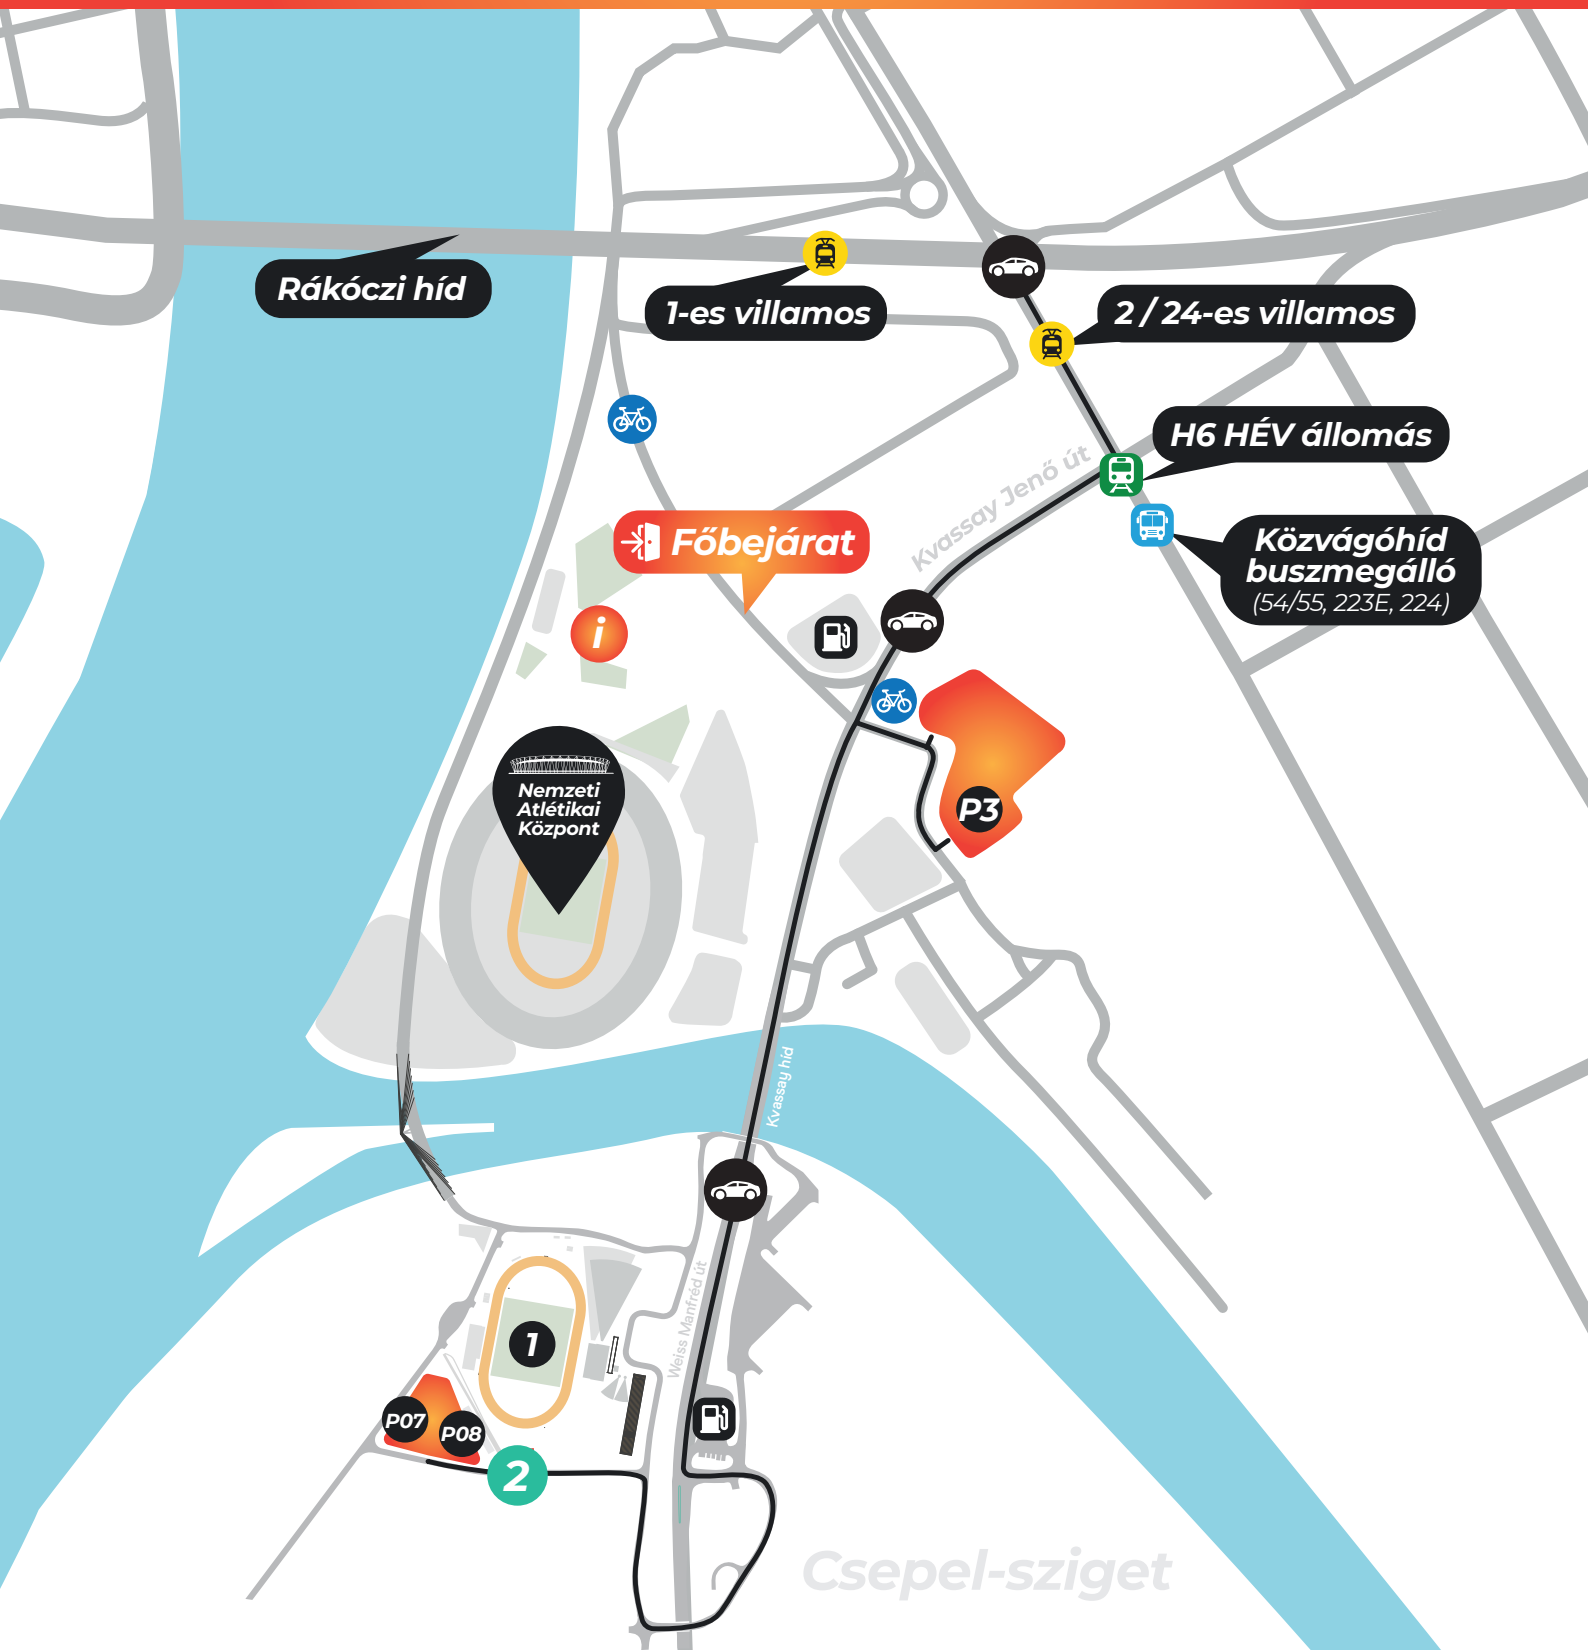 Rákóczi híd
1-es villamos
2 / 24-es villamos
H6 HÉV állomás
Kvassay Jenő út
Közvágóhíd
buszmegálló
(54/55, 223E, 224)
Főbejárat
i
Nemzeti
Atlétikai
Központ
P3
Kvassay híd
Weiss Manfréd út
1
P07
P08
2
Csepel-sziget